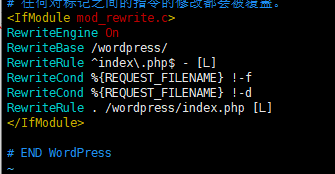 # 任何对标记之间的指令的修改都会被覆盖。
<IfModule mod_rewrite.c>
RewriteEngine On
RewriteBase /wordpress/
RewriteRule ^index\.php$ - [L]
RewriteCond %{REQUEST_FILENAME} !-f
RewriteCond %{REQUEST_FILENAME} !-d
RewriteRule . /wordpress/index.php [L]
</IfModule>
# END WordPress
~